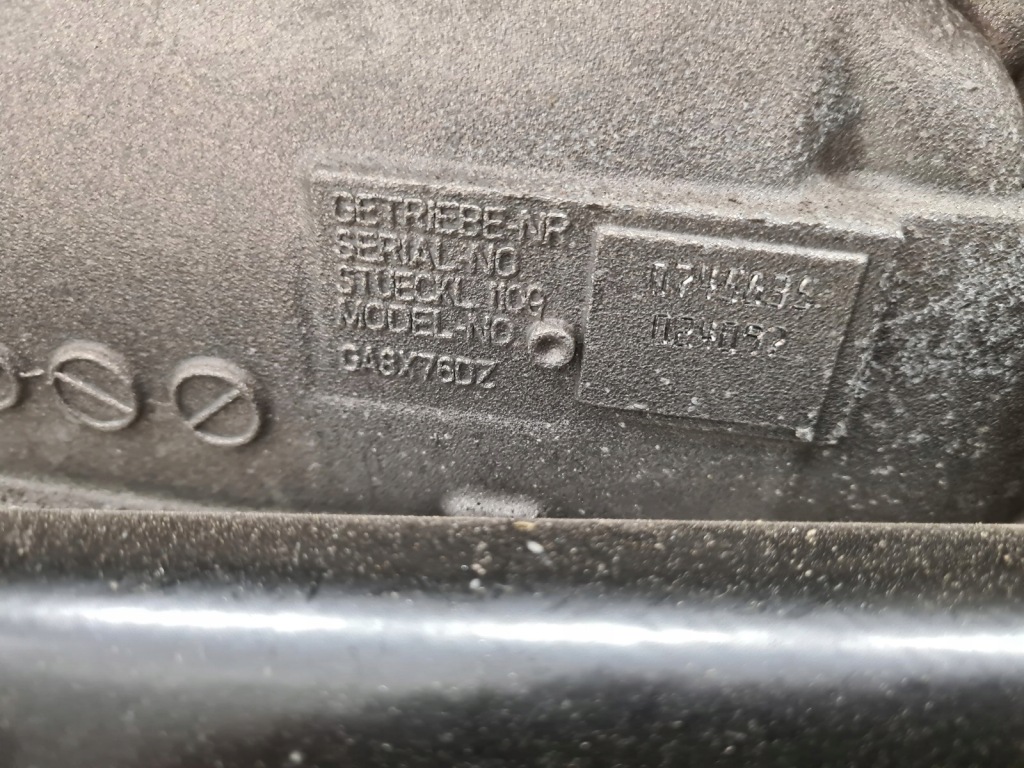 GETRIEBE-NR.
SERIAL-NO
STUECKL. 1109
MODEL-NO
GA8X76DZ